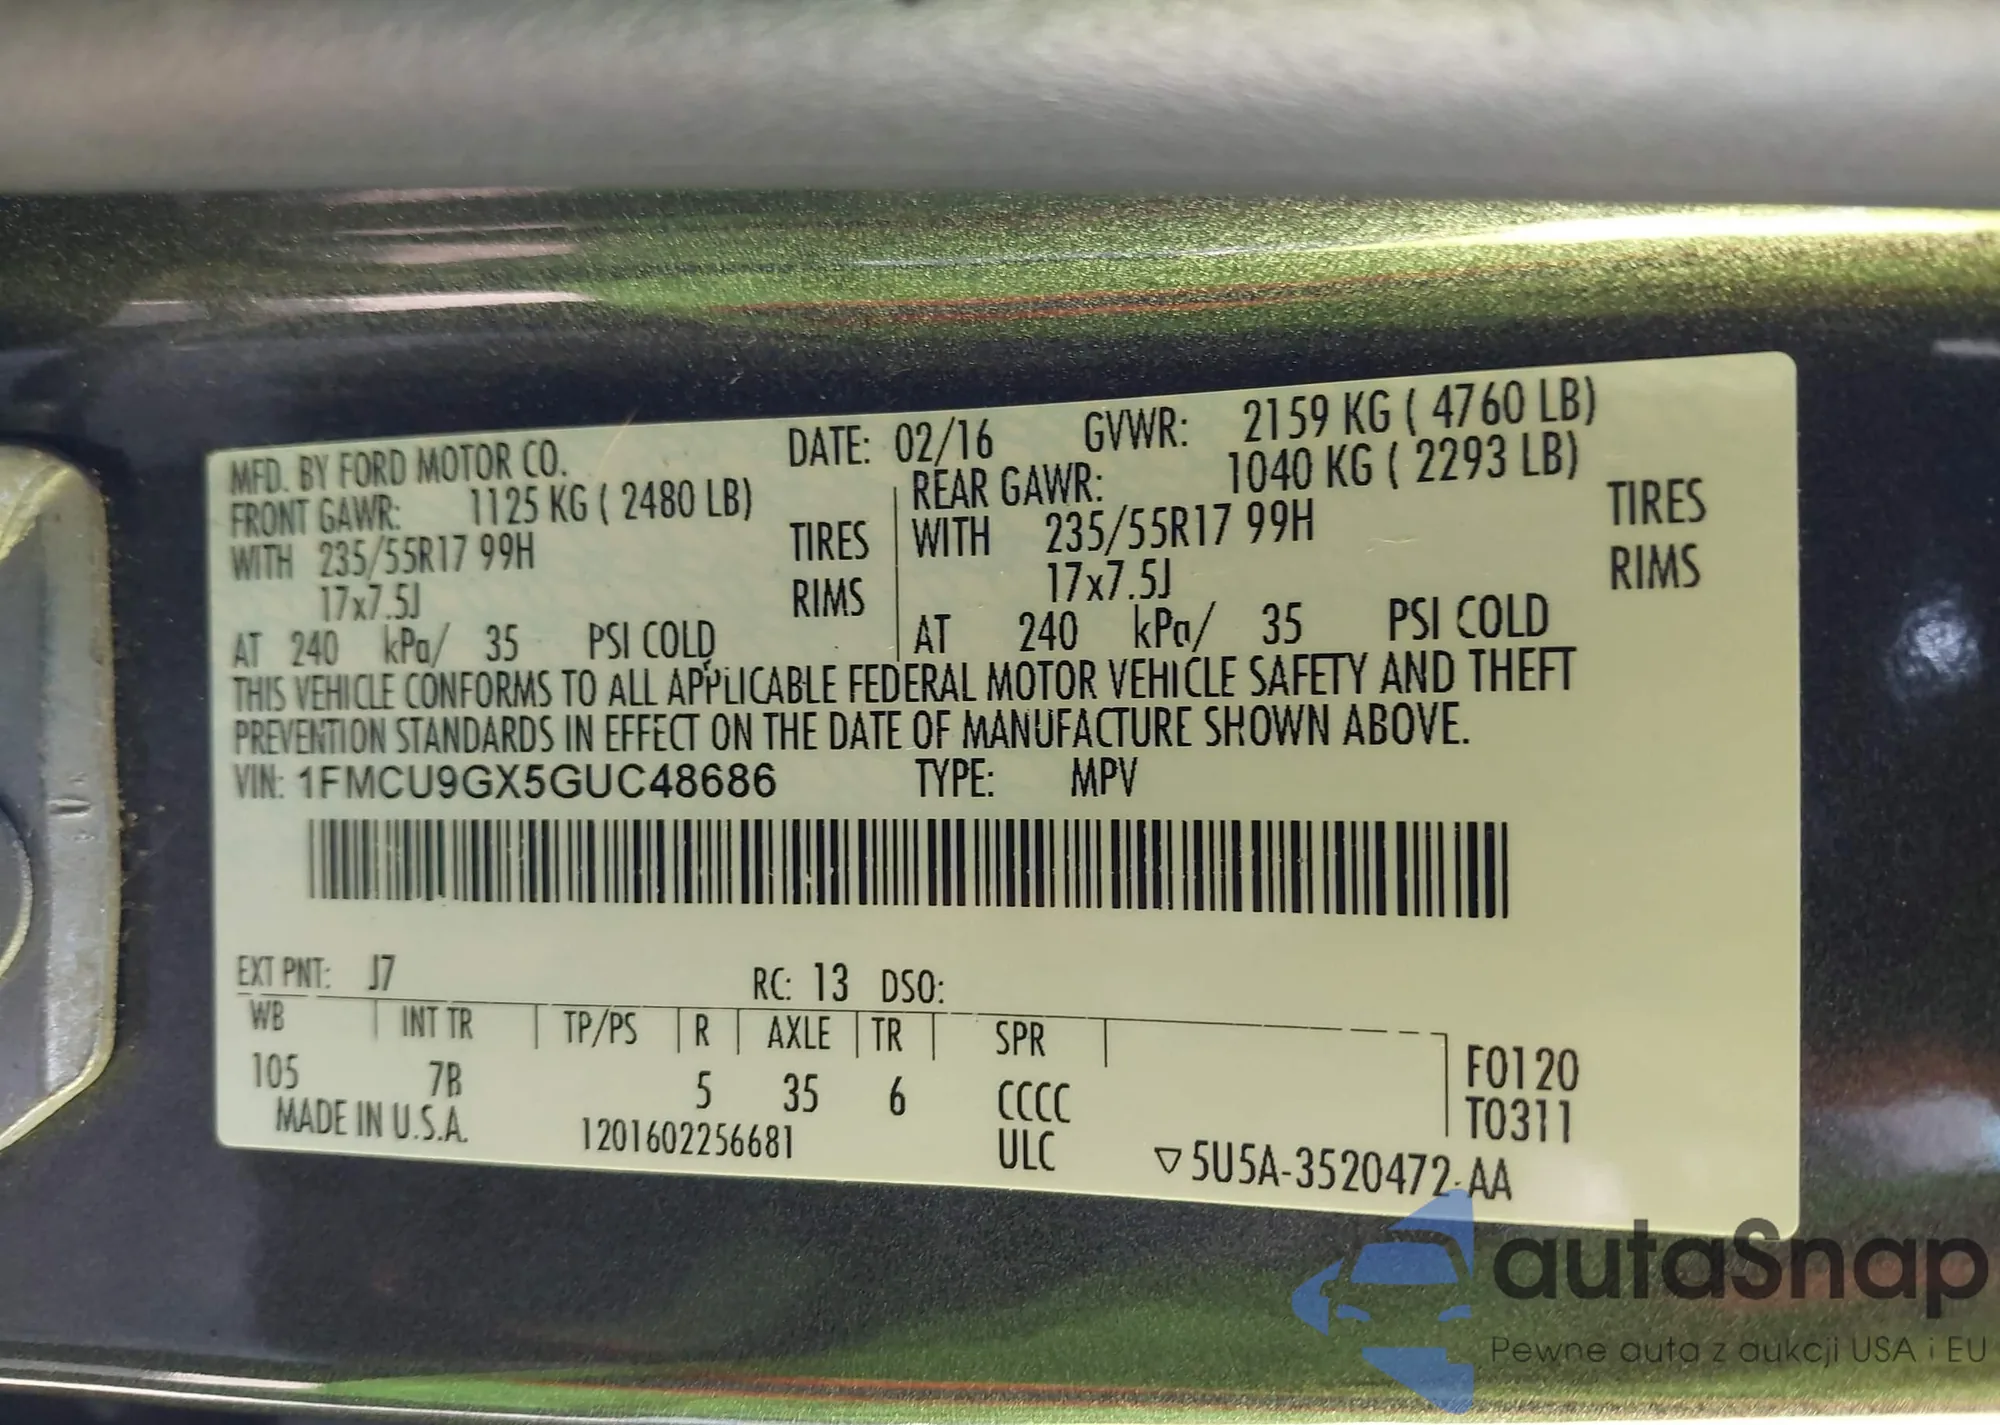 MFD. BY FORD MOTOR CO. DATE: 02/16 GVWR: 2159 KG ( 4760 LB)
FRONT GAWR: 1125 KG ( 2480 LB) REAR GAWR: 1040 KG ( 2293 LB)
WITH 235/55R17 99H TIRES WITH 235/55R17 99H TIRES
17x7.5J RIMS 17x7.5J RIMS
AT 240 kPa/ 35 PSI COLD AT 240 kPa/ 35 PSI COLD
THIS VEHICLE CONFORMS TO ALL APPLICABLE FEDERAL MOTOR VEHICLE SAFETY AND THEFT
PREVENTION STANDARDS IN EFFECT ON THE DATE OF MANUFACTURE SHOWN ABOVE.
VIN: 1FMCU9GX5GUC48686 TYPE: MPV
EXT PNT: J7 RC: 13 DSO:
WB INT TR TP/PS R AXLE TR SPR
105 7B 5 35 6 CCCC F0120
MADE IN U.S.A. 1201602256681 ULC T0311
▽5U5A-3520472-AA
autaSnap
Pewne auta z aukcji USA i EU